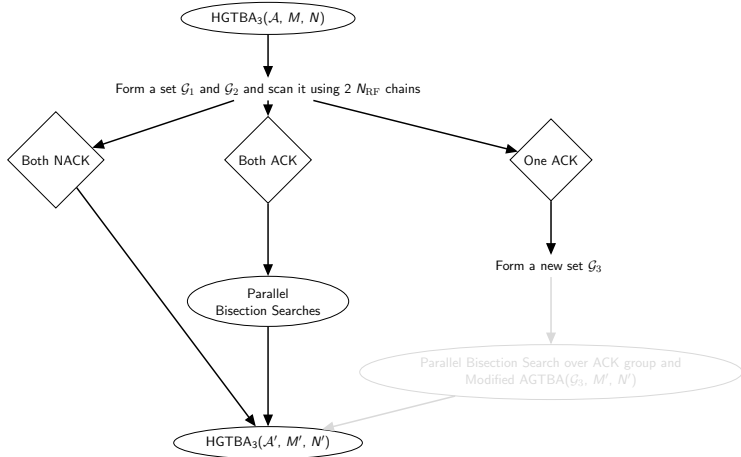 HGTBA₃(𝒜, M, N)
Form a set 𝒢₁ and 𝒢₂ and scan it using 2 N_RF chains
Both NACK
Both ACK
One ACK
Form a new set 𝒢₃
Parallel
Bisection Searches
Parallel Bisection Search over ACK group and
Modified AGTBA(𝒢₃, M′, N′)
HGTBA₃(𝒜′, M′, N′)